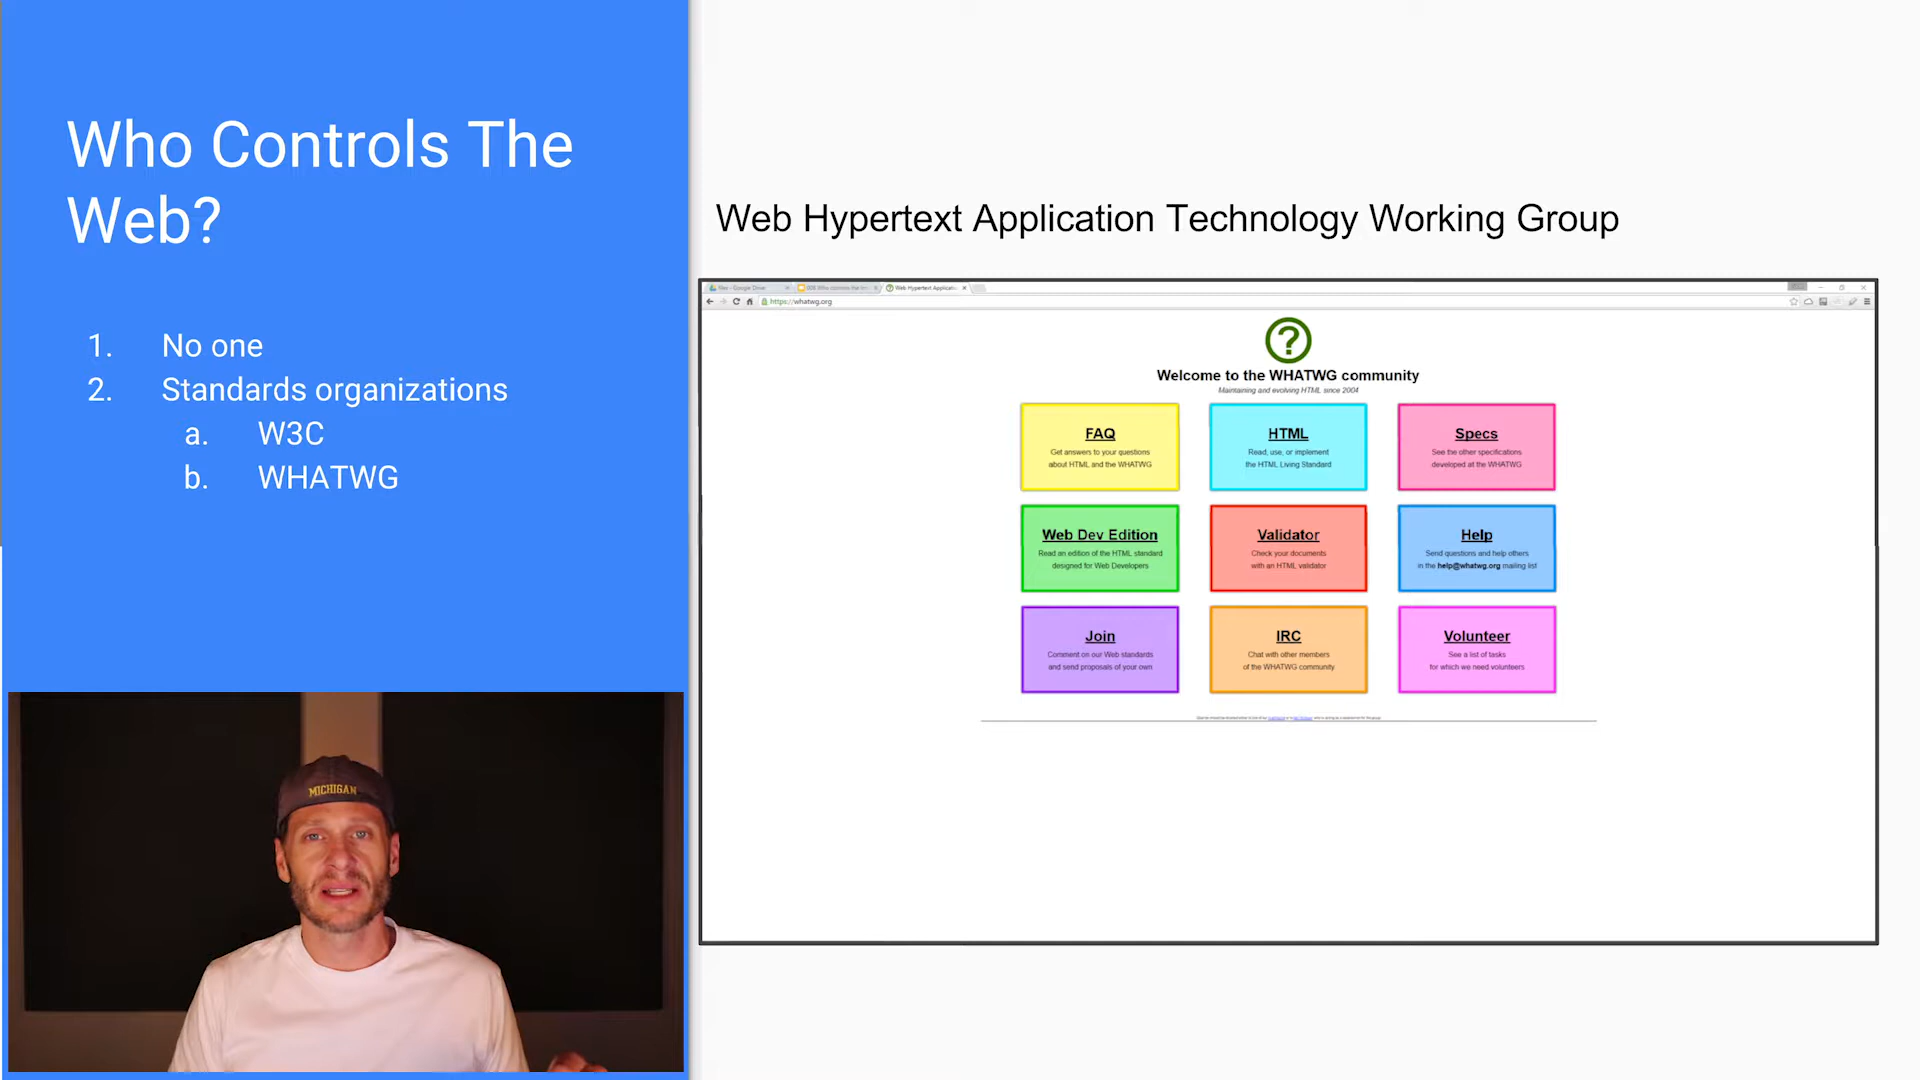 Who Controls The
Web?
1. No one
2. Standards organizations
a. W3C
b. WHATWG
MICHIGAN
Web Hypertext Application Technology Working Group
https://whatwg.org
?
Welcome to the WHATWG community
Maintaining and evolving HTML since 2004
FAQ
Get answers to your questions
about HTML and the WHATWG
HTML
Read, use, or implement
the HTML Living Standard
Specs
See the other specifications
developed at the WHATWG
Web Dev Edition
Read an edition of the HTML standard
designed for Web Developers
Validator
Check your documents
with an HTML validator
Help
Send questions and help others
in the help@whatwg.org mailing list
Join
Comment on our Web standards
and send proposals of your own
IRC
Chat with other members
of the WHATWG community
Volunteer
See a list of tasks
for which we need volunteers